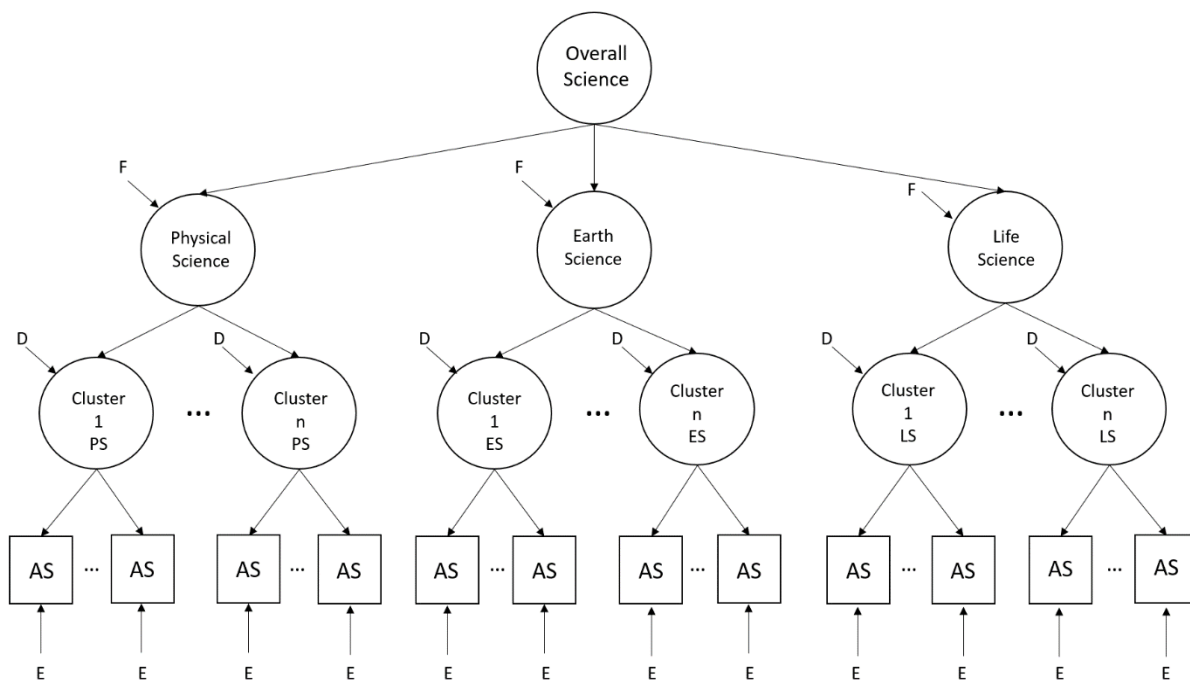 Overall
Science
F
F
F
Physical
Science
Earth
Science
Life
Science
D
D
D
D
D
D
Cluster
1
PS
...
Cluster
n
PS
Cluster
1
ES
...
Cluster
n
ES
Cluster
1
LS
...
Cluster
n
LS
AS ... AS AS ... AS AS ... AS AS ... AS AS ... AS AS ... AS
E E E E E E E E E E E E